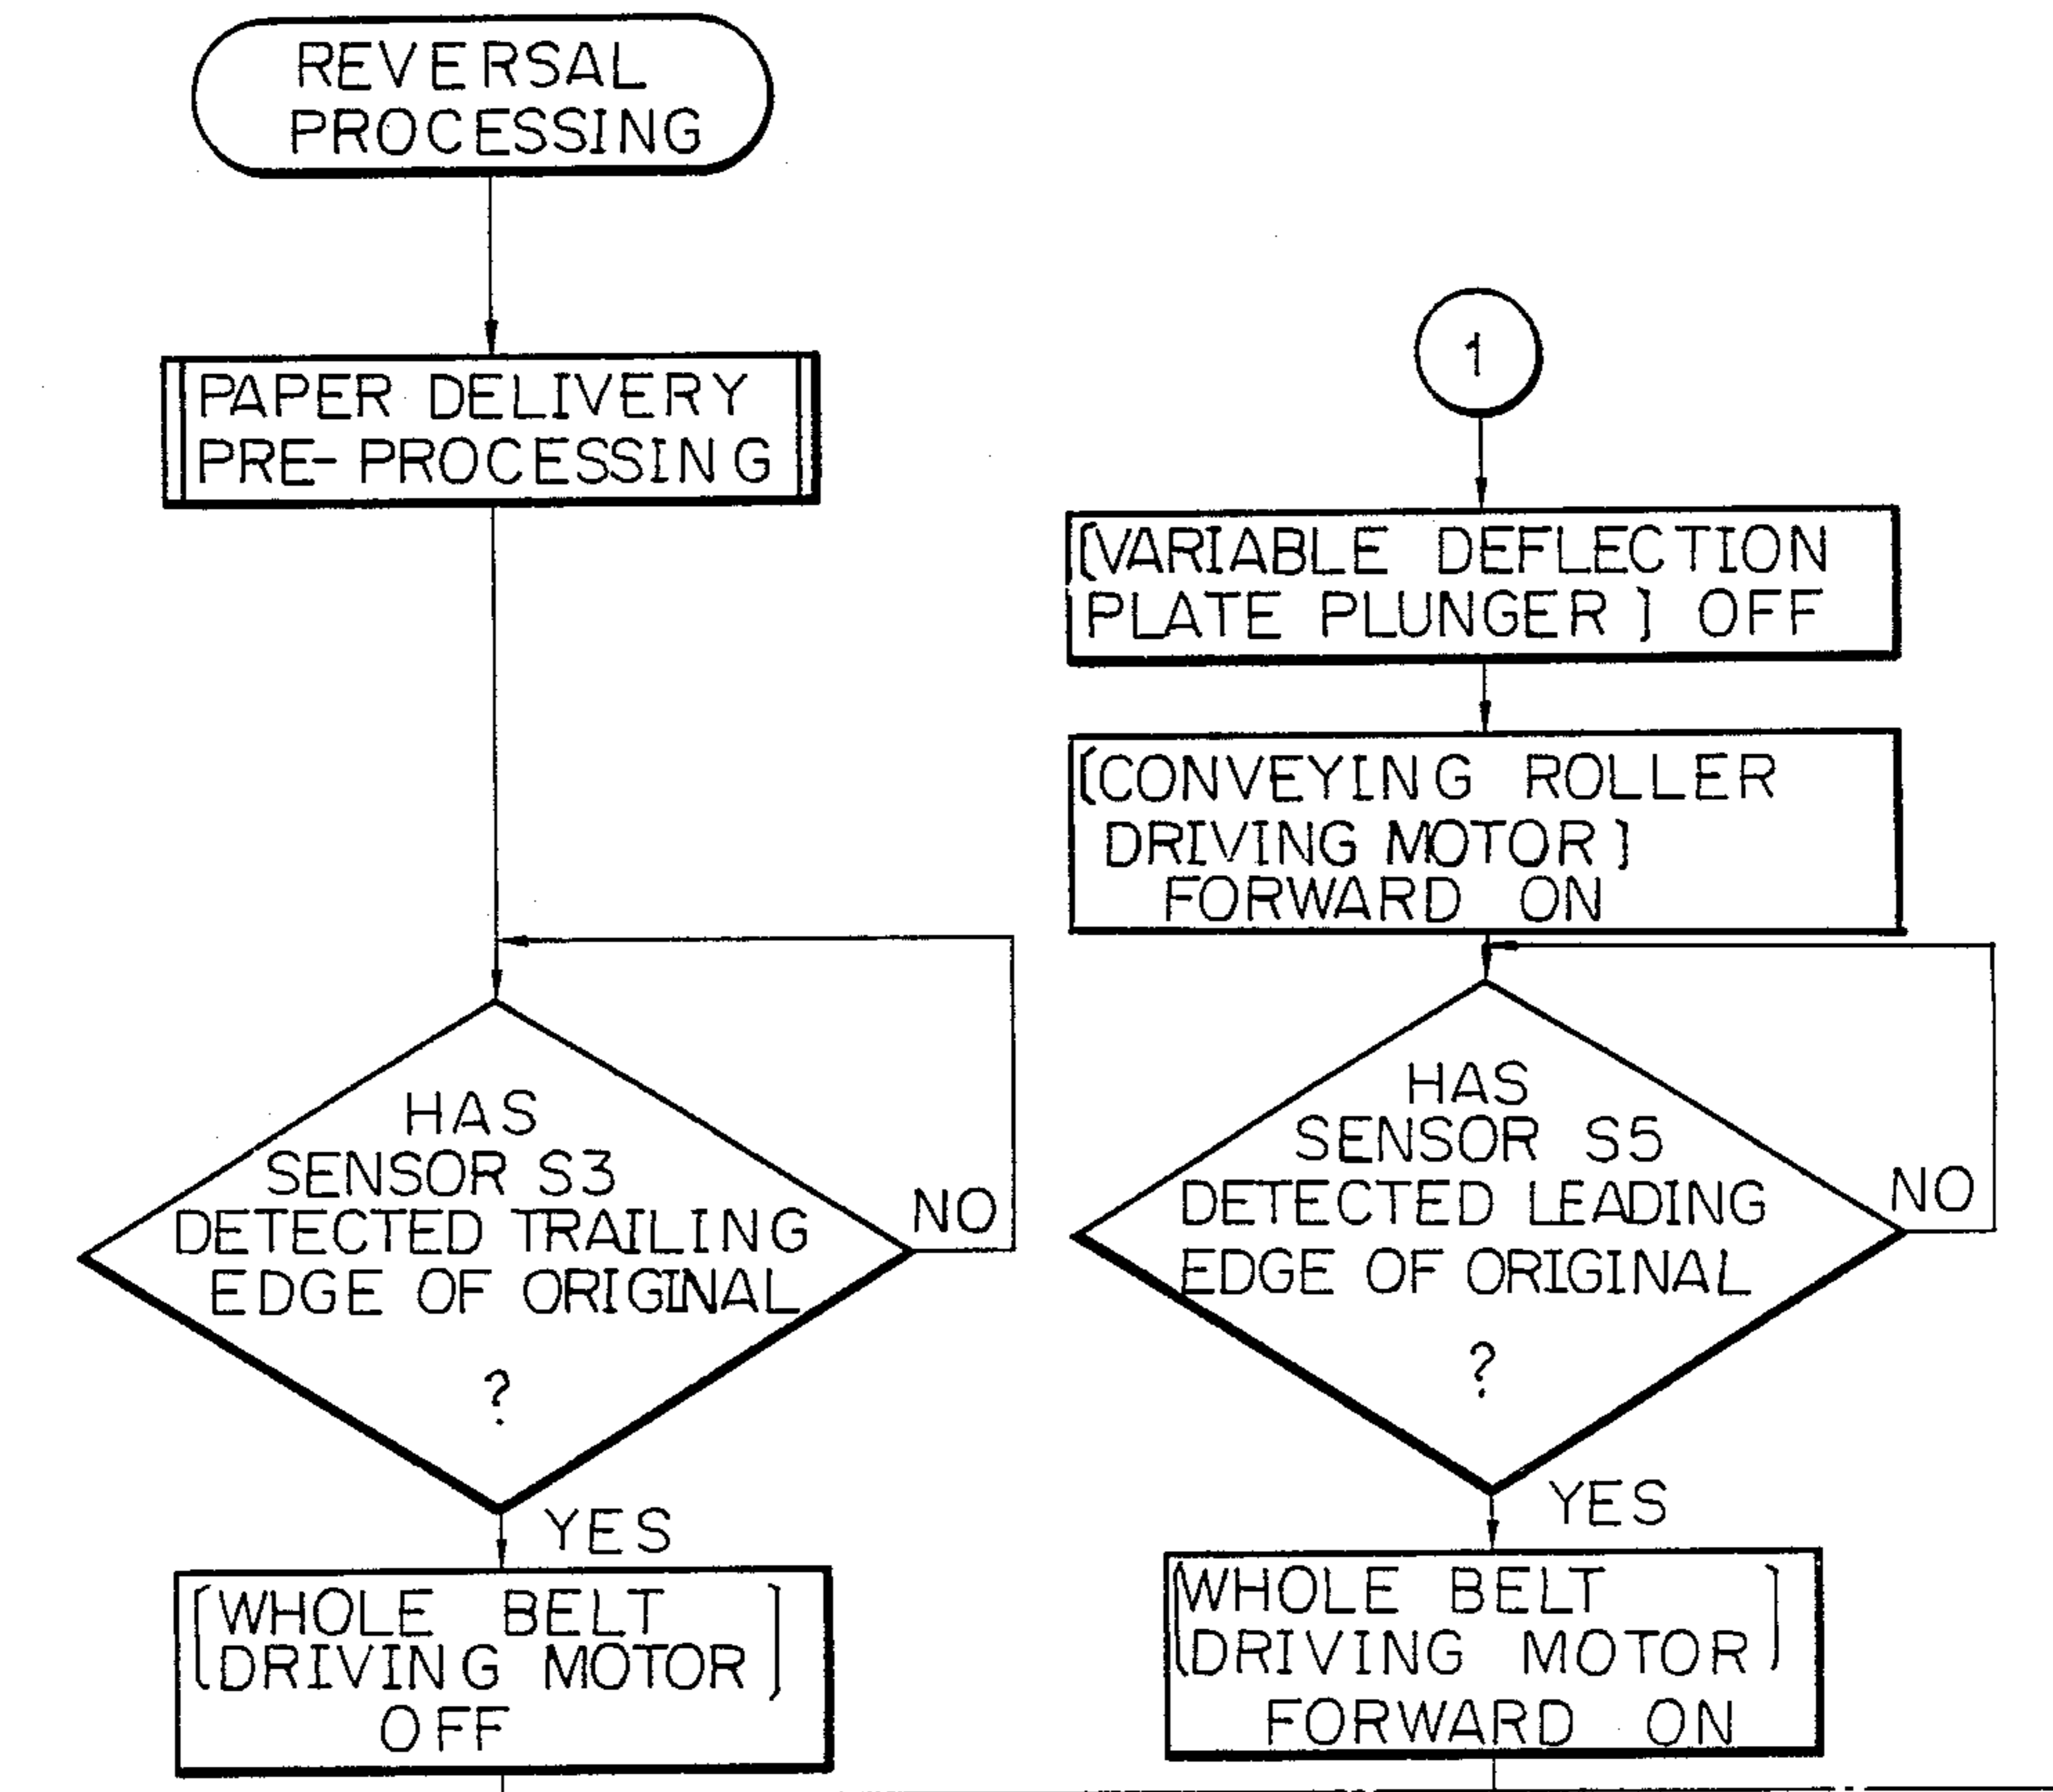 REVERSAL
PROCESSING
PAPER DELIVERY
PRE-PROCESSING
HAS
SENSOR S3
DETECTED TRAILING
EDGE OF ORIGINAL
?
NO
YES
[WHOLE BELT
DRIVING MOTOR]
OFF
1
[VARIABLE DEFLECTION
PLATE PLUNGER] OFF
[CONVEYING ROLLER
DRIVING MOTOR]
FORWARD ON
HAS
SENSOR S5
DETECTED LEADING
EDGE OF ORIGINAL
?
NO
YES
[WHOLE BELT
DRIVING MOTOR]
FORWARD ON